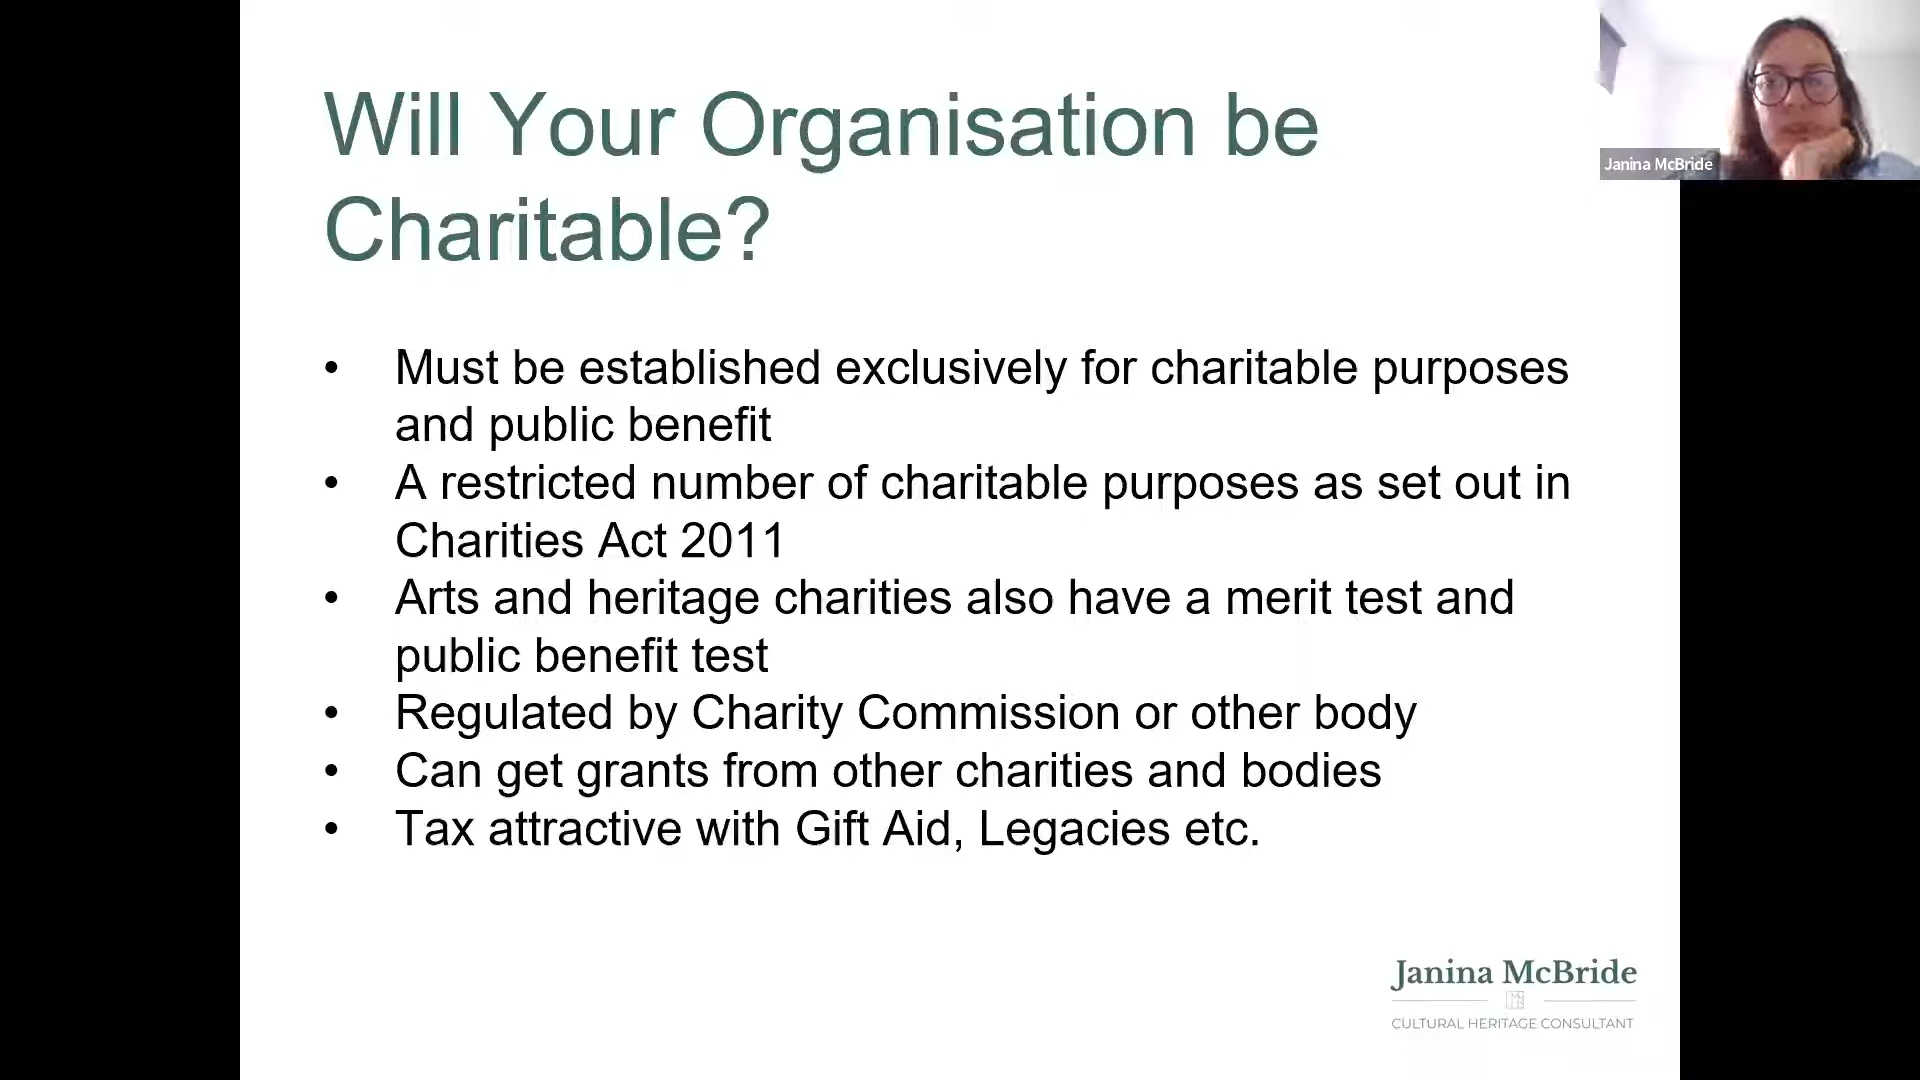 Will Your Organisation be
Charitable?
Janina McBride
• Must be established exclusively for charitable purposes
and public benefit
• A restricted number of charitable purposes as set out in
Charities Act 2011
• Arts and heritage charities also have a merit test and
public benefit test
• Regulated by Charity Commission or other body
• Can get grants from other charities and bodies
• Tax attractive with Gift Aid, Legacies etc.
Janina McBride
CULTURAL HERITAGE CONSULTANT